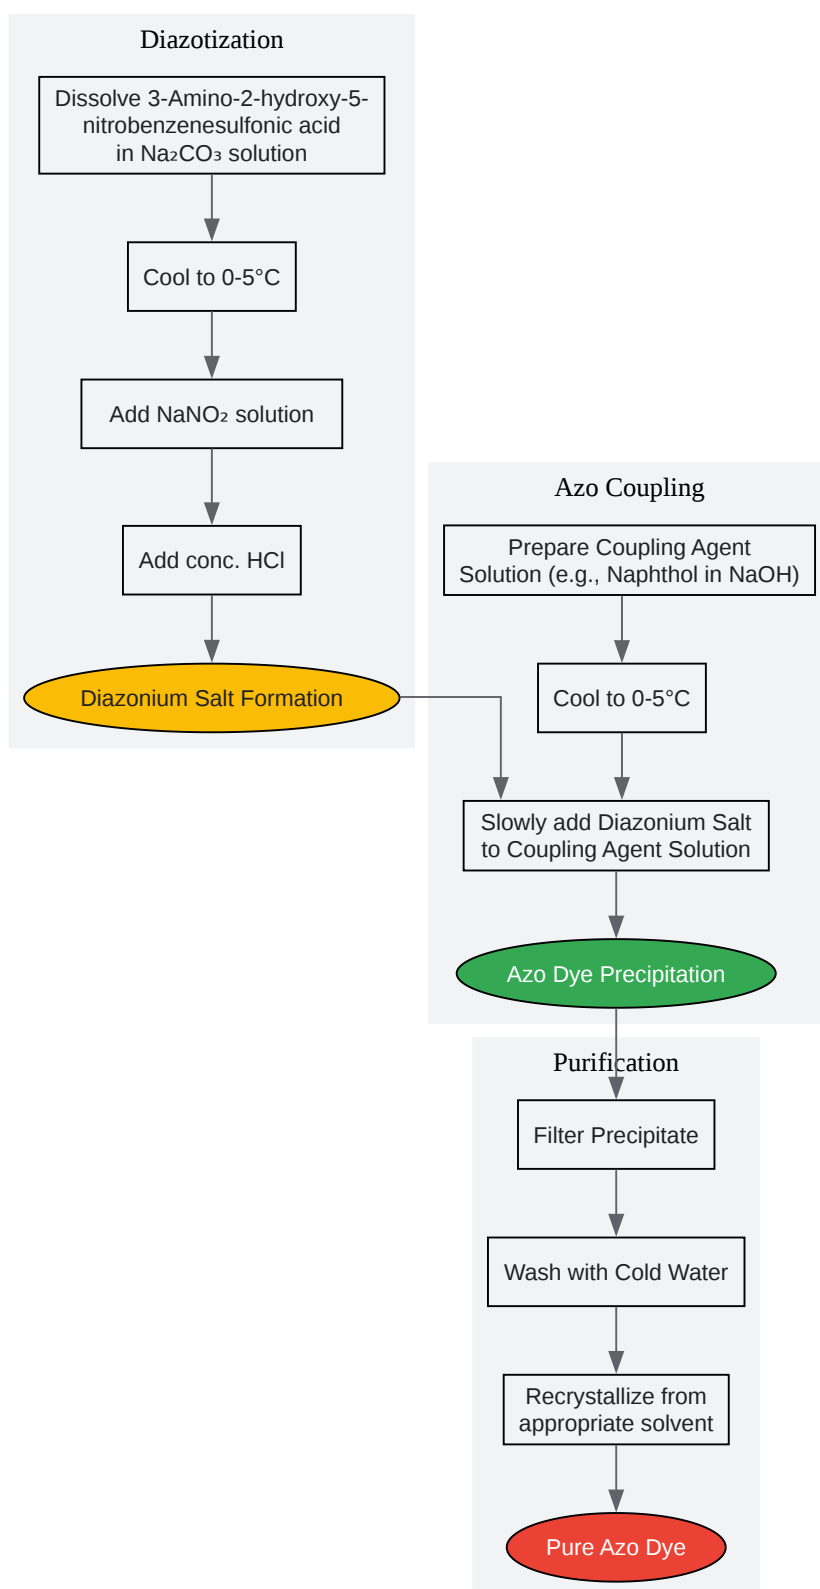 Diazotization
Dissolve 3-Amino-2-hydroxy-5-
nitrobenzenesulfonic acid
in Na₂CO₃ solution
Cool to 0-5°C
Add NaNO₂ solution
Add conc. HCl
Diazonium Salt Formation
Azo Coupling
Prepare Coupling Agent
Solution (e.g., Naphthol in NaOH)
Cool to 0-5°C
Slowly add Diazonium Salt
to Coupling Agent Solution
Azo Dye Precipitation
Purification
Filter Precipitate
Wash with Cold Water
Recrystallize from
appropriate solvent
Pure Azo Dye